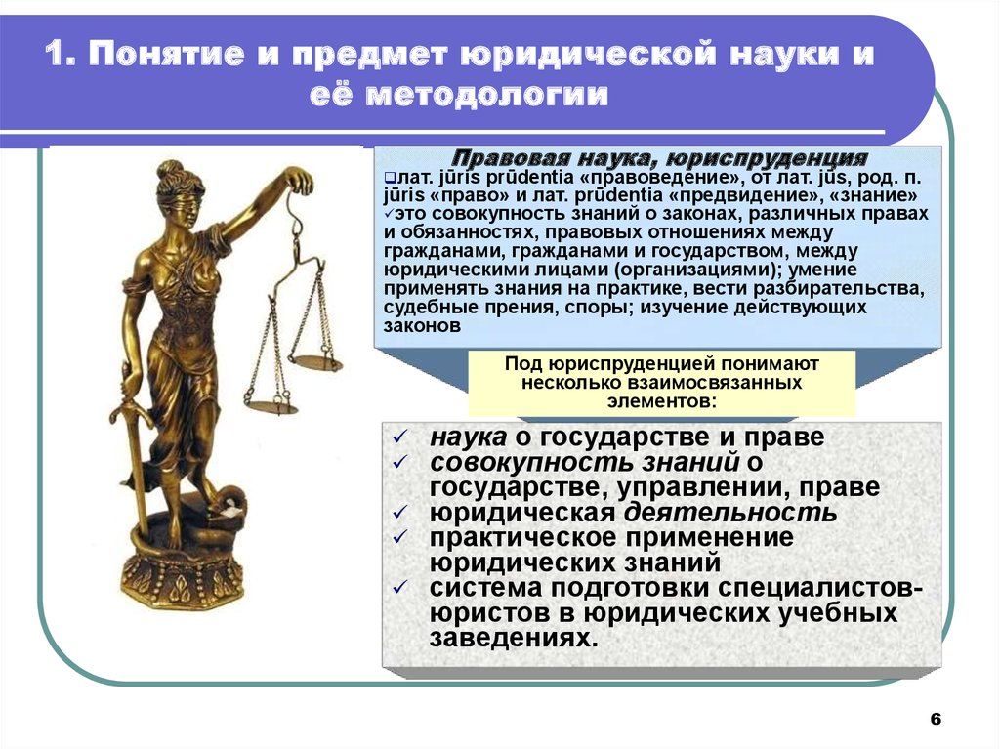 1. Понятие и предмет юридической науки и
её методологии
Правовая наука, юриспруденция
лат. jūris prūdentia «правоведение», от лат. jūs, род. п.
jūris «право» и лат. prūdentia «предвидение», «знание»
это совокупность знаний о законах, различных правах
и обязанностях, правовых отношениях между
гражданами, гражданами и государством, между
юридическими лицами (организациями); умение
применять знания на практике, вести разбирательства,
судебные прения, споры; изучение действующих
законов
Под юриспруденцией понимают
несколько взаимосвязанных
элементов:
наука о государстве и праве
совокупность знаний о
государстве, управлении, праве
юридическая деятельность
практическое применение
юридических знаний
система подготовки специалистов-
юристов в юридических учебных
заведениях.
6